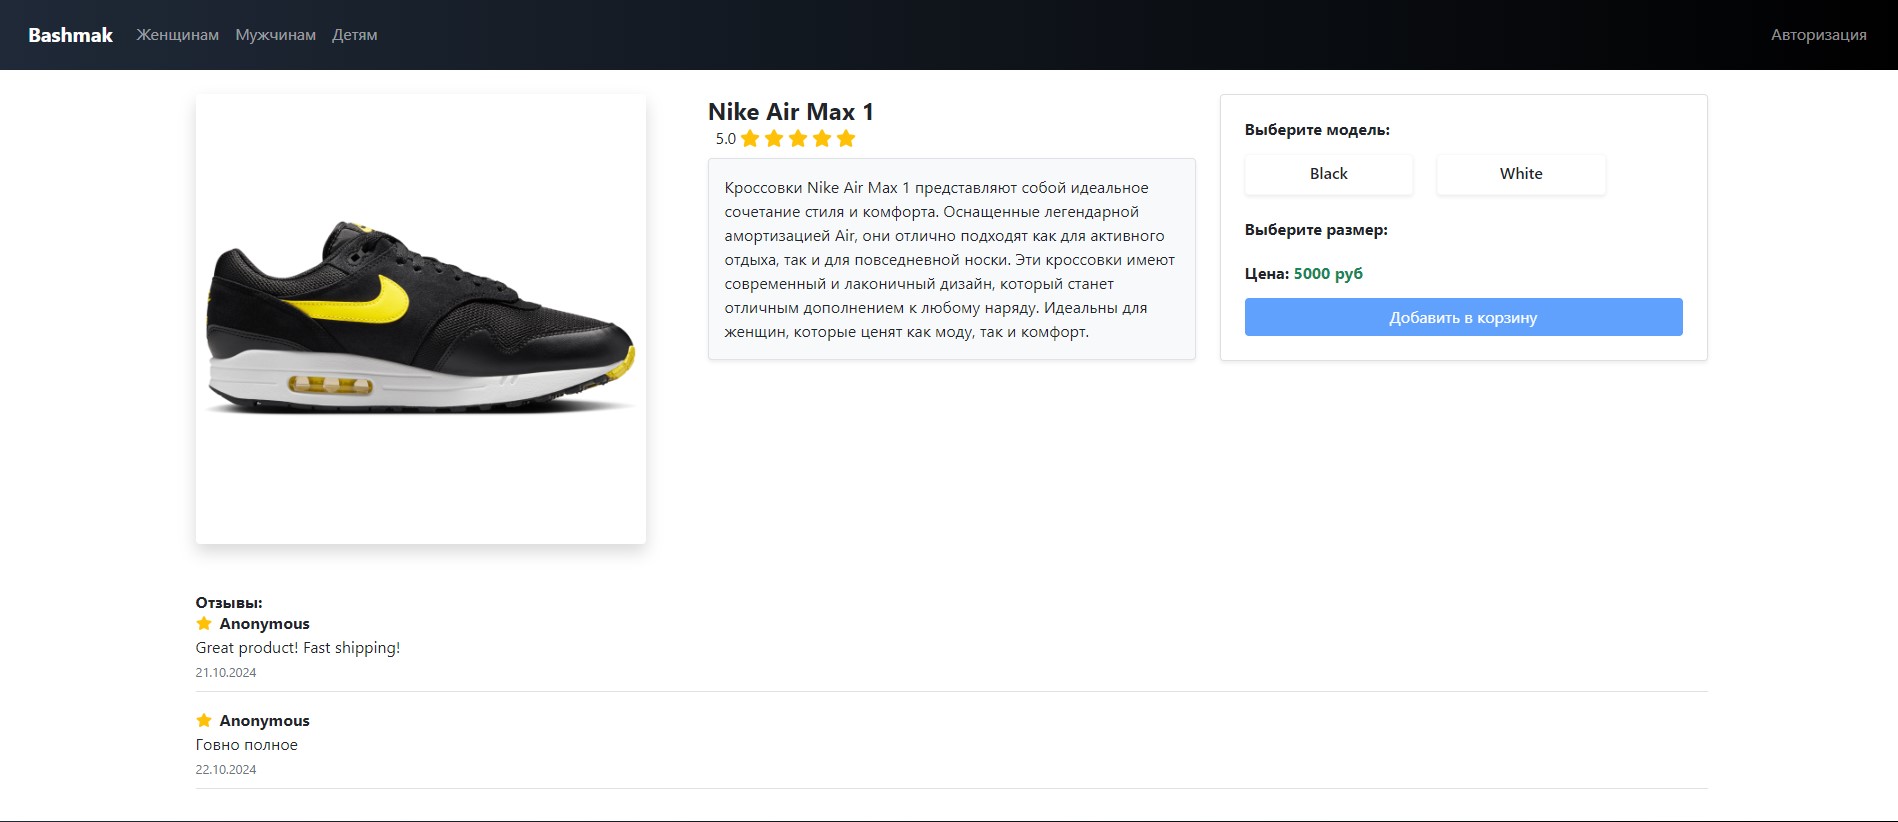 Bashmak Женщинам Мужчинам Детям Авторизация
Nike Air Max 1
5.0
Кроссовки Nike Air Max 1 представляют собой идеальное
сочетание стиля и комфорта. Оснащенные легендарной
амортизацией Air, они отлично подходят как для активного
отдыха, так и для повседневной носки. Эти кроссовки имеют
современный и лаконичный дизайн, который станет
отличным дополнением к любому наряду. Идеальны для
женщин, которые ценят как моду, так и комфорт.
Выберите модель:
Black White
Выберите размер:
Цена: 5000 руб
Добавить в корзину
Отзывы:
Anonymous
Great product! Fast shipping!
21.10.2024
Anonymous
Говно полное
22.10.2024